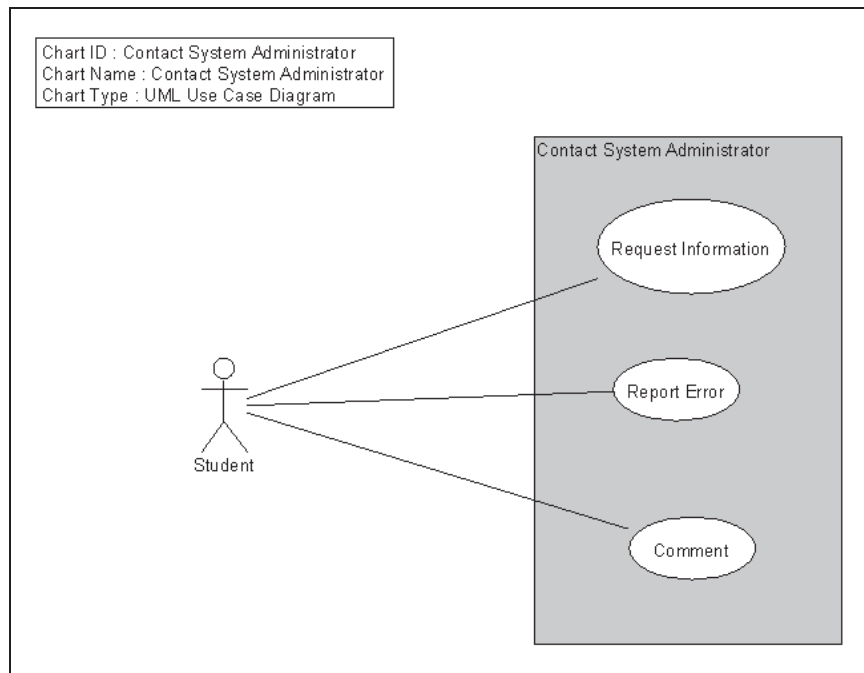 Chart ID : Contact System Administrator
Chart Name : Contact System Administrator
Chart Type : UML Use Case Diagram
Contact System Administrator
Request Information
Report Error
Student
Comment